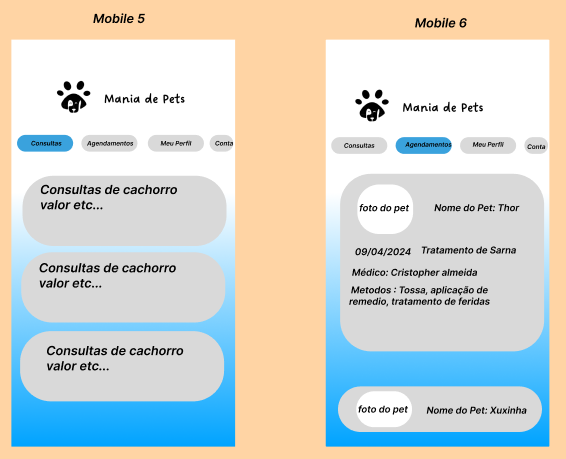 Mobile 5
Mania de Pets
Consultas
Agendamentos
Meu Perfil
Conta
Consultas de cachorro
valor etc...
Consultas de cachorro
valor etc...
Consultas de cachorro
valor etc...
Mobile 6
Mania de Pets
Consultas
Agendamentos
Meu Perfil
Conta
foto do pet
Nome do Pet: Thor
09/04/2024
Tratamento de Sarna
Médico: Cristopher almeida
Metodos : Tossa, aplicação de
remedio, tratamento de feridas
foto do pet
Nome do Pet: Xuxinha